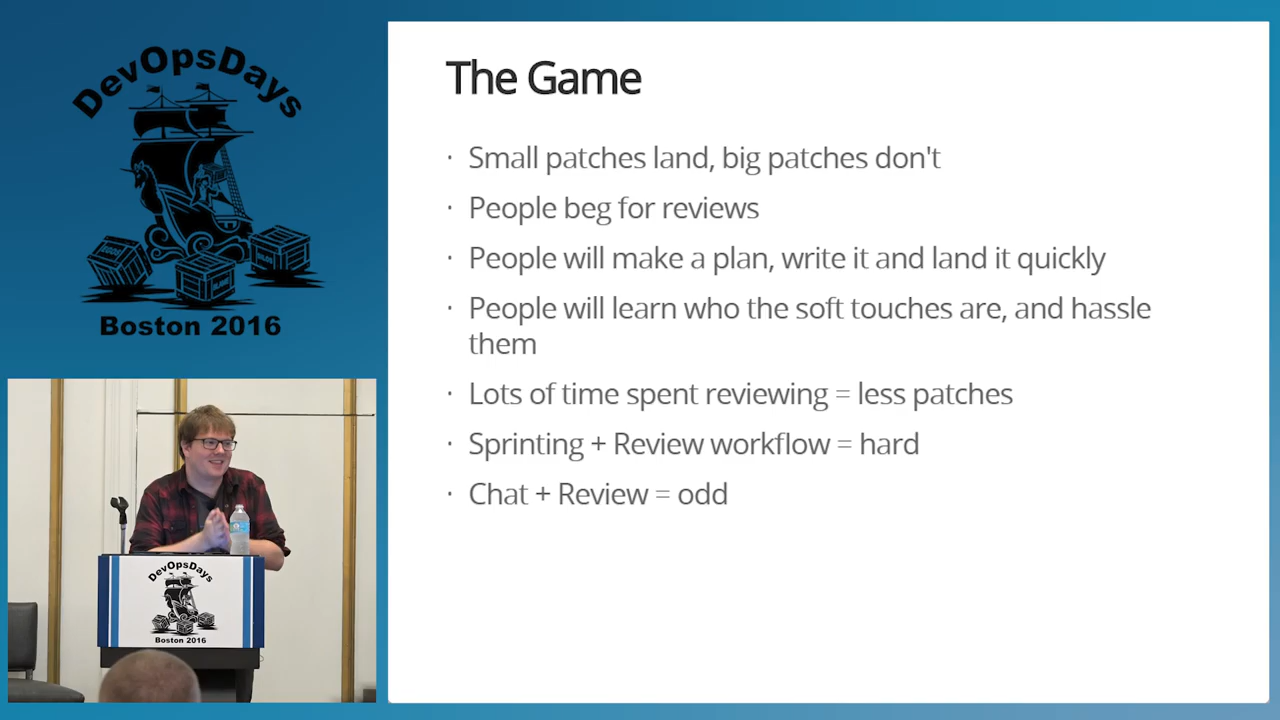 DevOpsDays
Boston 2016
The Game
· Small patches land, big patches don't
· People beg for reviews
· People will make a plan, write it and land it quickly
· People will learn who the soft touches are, and hassle
them
· Lots of time spent reviewing = less patches
· Sprinting + Review workflow = hard
· Chat + Review = odd
DevOpsDays
Boston 2016